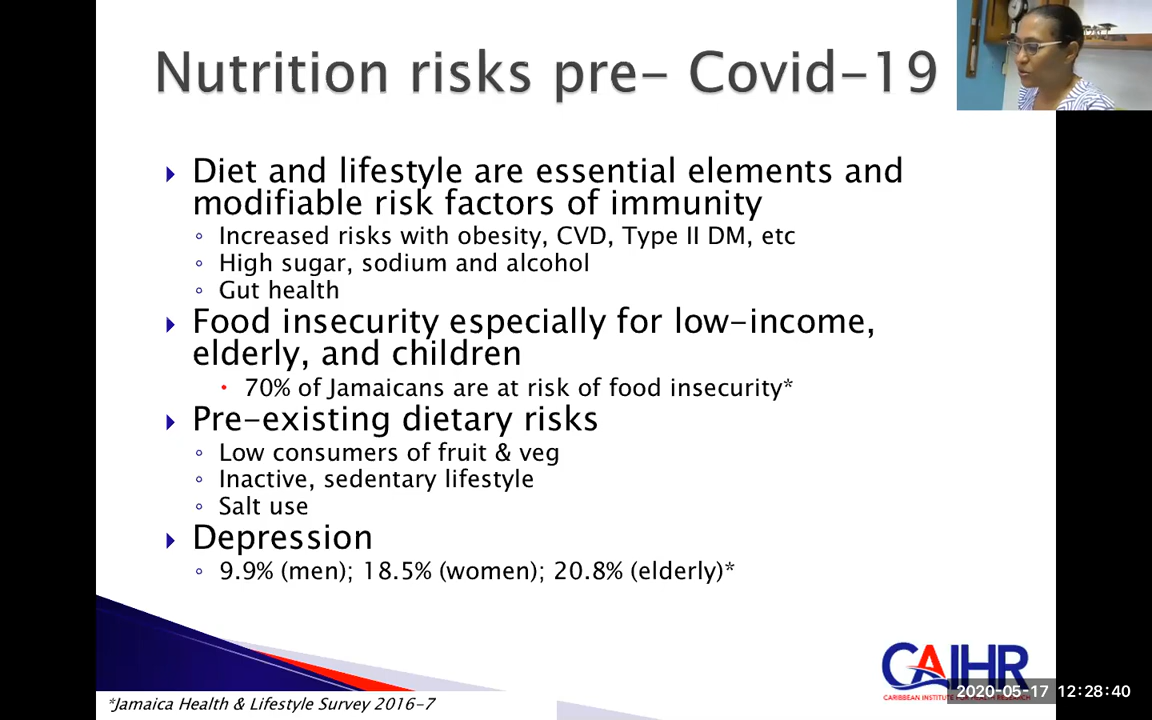 Nutrition risks pre- Covid-19
Diet and lifestyle are essential elements and
modifiable risk factors of immunity
Increased risks with obesity, CVD, Type II DM, etc
High sugar, sodium and alcohol
Gut health
Food insecurity especially for low-income,
elderly, and children
70% of Jamaicans are at risk of food insecurity*
Pre-existing dietary risks
Low consumers of fruit & veg
Inactive, sedentary lifestyle
Salt use
Depression
9.9% (men); 18.5% (women); 20.8% (elderly)*
CAIHR
CARIBBEAN INSTITUTE
2020-05-17 12:28:40
*Jamaica Health & Lifestyle Survey 2016-7